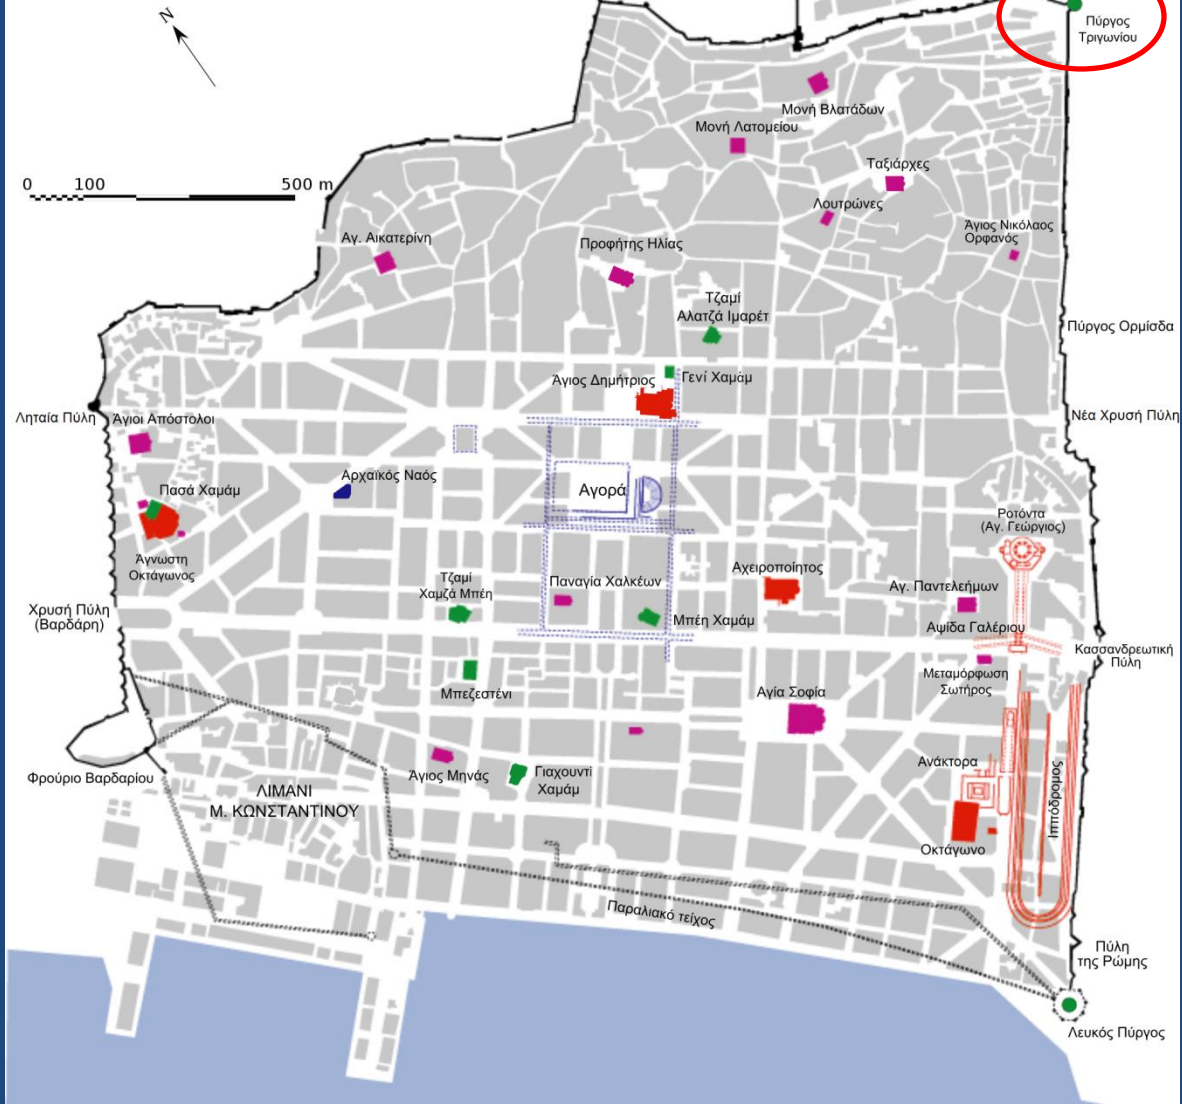 N
Πύργος
Τριγωνίου
Μονή Βλατάδων
Μονή Λατομείου
Ταξιάρχες
0 100 500 m
Λουτρώνες
Άγιος Νικόλαος
Ορφανός
Αγ. Αικατερίνη
Προφήτης Ηλίας
Τζαμί
Αλατζά Ιμαρέτ
Πύργος Ορμίσδα
Άγιος Δημήτριος
Γενί Χαμάμ
Ληταία Πύλη
Άγιοι Απόστολοι
Νέα Χρυσή Πύλη
Αρχαϊκός Ναός
Πασά Χαμάμ
Αγορά
Ροτόντα
(Αγ. Γεώργιος)
Άγνωστη
Οκτάγωνος
Τζαμί
Χαμζά Μπέη
Παναγία Χαλκέων
Αχειροποίητος
Αγ. Παντελεήμων
Χρυσή Πύλη
(Βαρδάρη)
Μπέη Χαμάμ
Αψίδα Γαλέριου
Κασσανδρεωτική
Πύλη
Μεταμόρφωση
Σωτήρος
Μπεζεστένι
Αγία Σοφία
Φρούριο Βαρδαρίου
Άγιος Μηνάς
Γιαχουντί
Χαμάμ
Ανάκτορα
Ιππόδρομος
ΛΙΜΑΝΙ
Μ. ΚΩΝΣΤΑΝΤΙΝΟΥ
Οκτάγωνο
Παραλιακό τείχος
Πύλη
της Ρώμης
Λευκός Πύργος